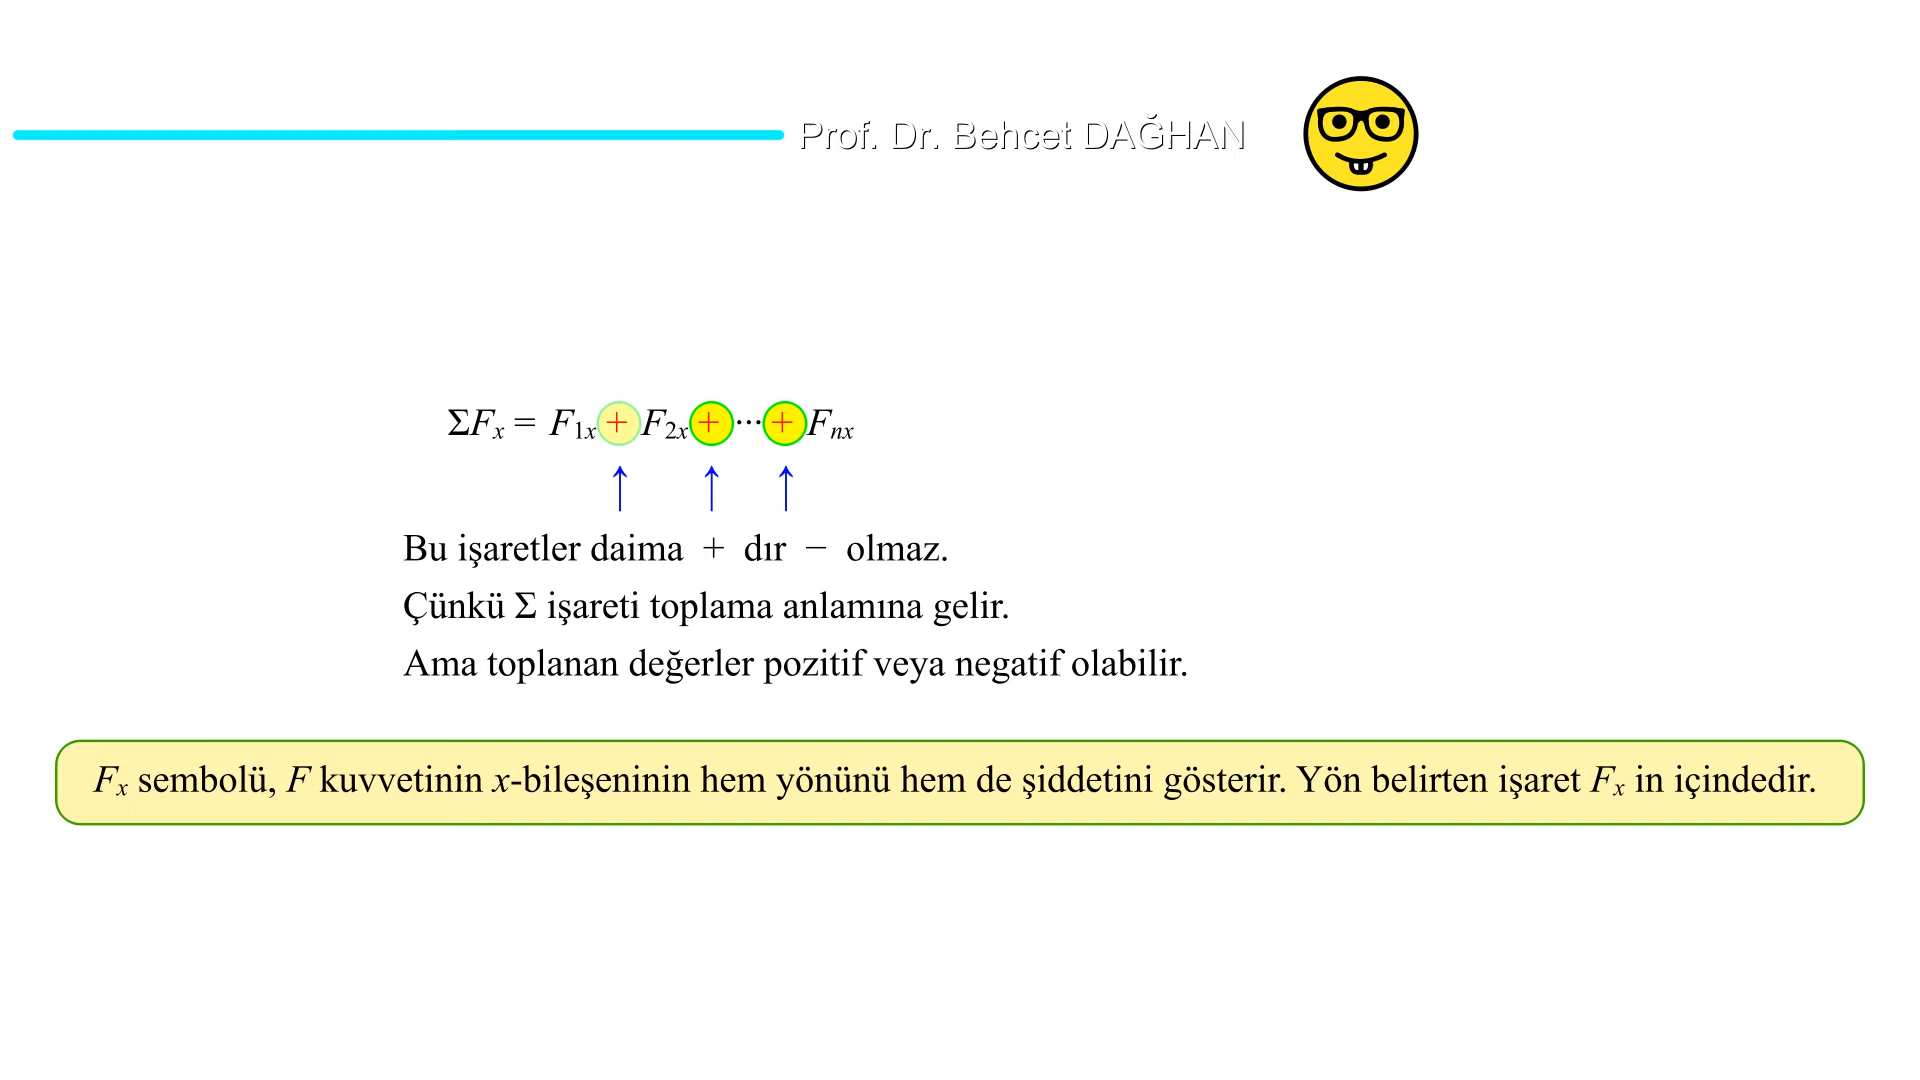 Prof. Dr. Behcet DAĞHAN
ΣFx = F1x + F2x + ··· + Fnx
Bu işaretler daima + dır − olmaz.
Çünkü Σ işareti toplama anlamına gelir.
Ama toplanan değerler pozitif veya negatif olabilir.
Fx sembolü, F kuvvetinin x-bileşeninin hem yönünü hem de şiddetini gösterir. Yön belirten işaret Fx in içindedir.